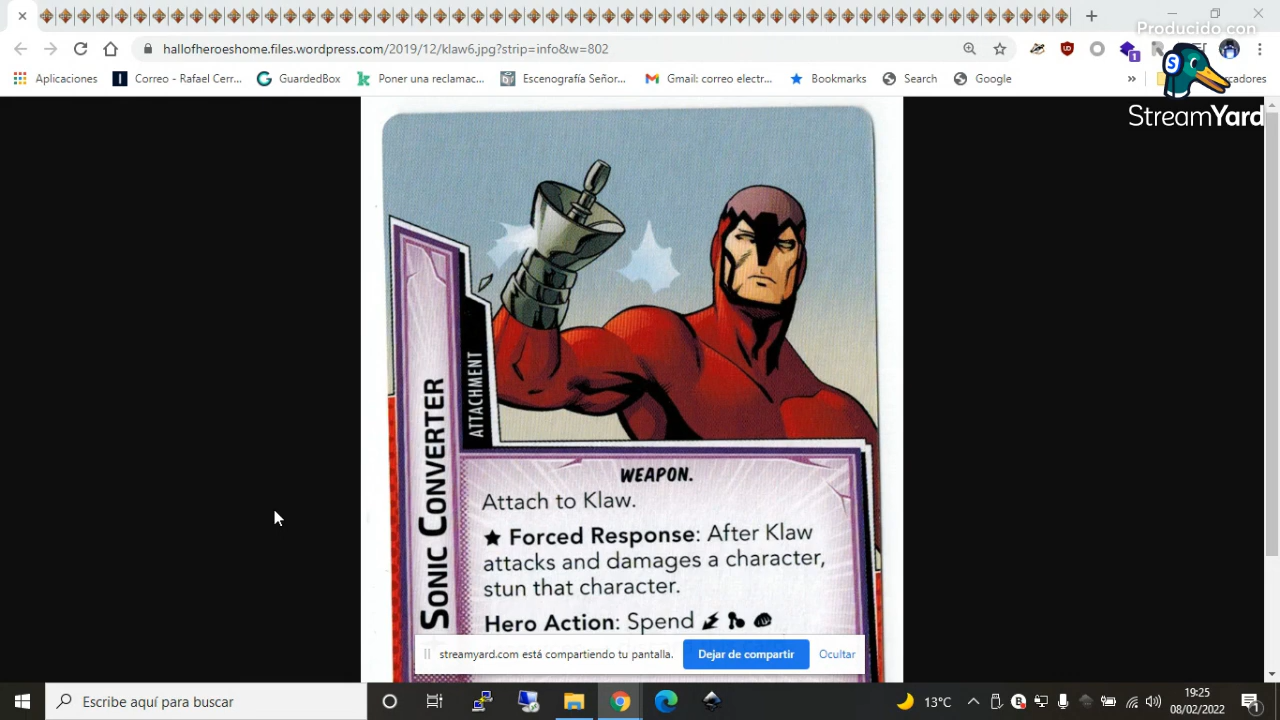 Producido con
StreamYard
hallofheroeshome.files.wordpress.com/2019/12/klaw6.jpg?strip=info&w=802
1
Aplicaciones
Correo - Rafael Cerr...
GuardedBox
Poner una reclamac...
Escenografía Señor...
Gmail: correo electr...
Bookmarks
Search
Google
»
SONIC CONVERTER
ATTACHMENT
WEAPON.
Attach to Klaw.
★ Forced Response: After Klaw
attacks and damages a character,
stun that character.
Hero Action: Spend
streamyard.com está compartiendo tu pantalla.
Dejar de compartir
Ocultar
Escribe aquí para buscar
13°C
9:25
08/02/2022
1